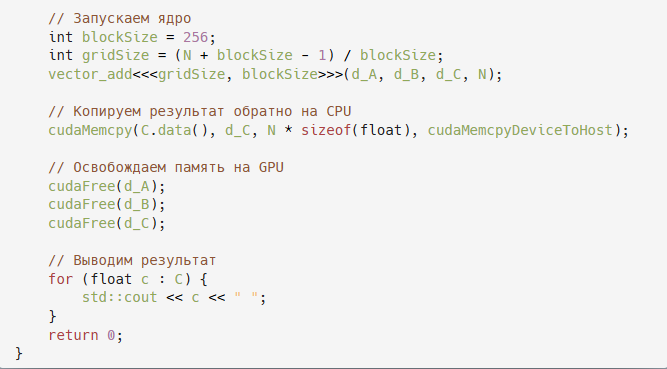 // Запускаем ядро
int blockSize = 256;
int gridSize = (N + blockSize - 1) / blockSize;
vector_add<<<gridSize, blockSize>>>(d_A, d_B, d_C, N);
// Копируем результат обратно на CPU
cudaMemcpy(C.data(), d_C, N * sizeof(float), cudaMemcpyDeviceToHost);
// Освобождаем память на GPU
cudaFree(d_A);
cudaFree(d_B);
cudaFree(d_C);
// Выводим результат
for (float c : C) {
std::cout << c << " ";
}
return 0;
}